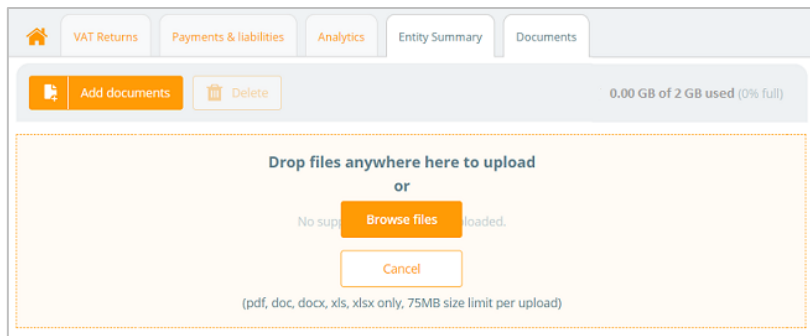 VAT Returns
Payments & liabilities
Analytics
Entity Summary
Documents
Add documents
Delete
0.00 GB of 2 GB used (0% full)
Drop files anywhere here to upload
or
No
Browse files
Cancel
(pdf, doc, docx, xls, xlsx only, 75MB size limit per upload)